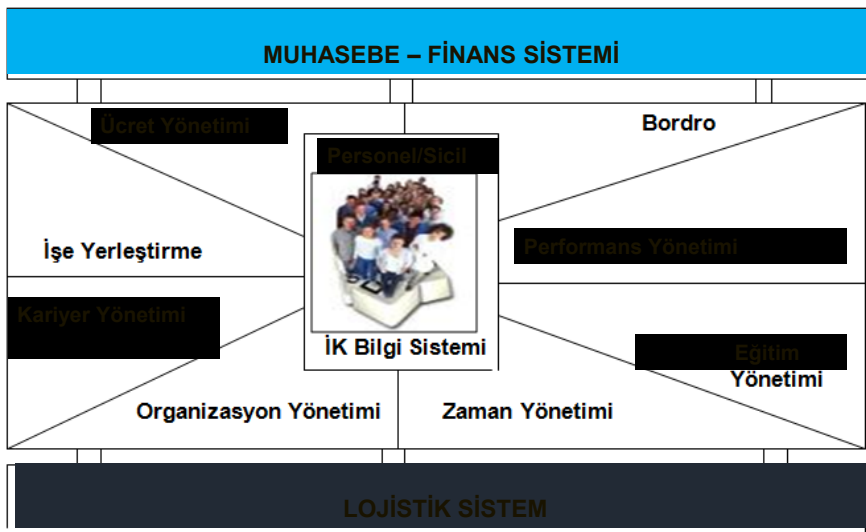 MUHASEBE – FİNANS SİSTEMİ
Ücret Yönetimi
Bordro
Personel/Sicil
İşe Yerleştirme
Performans Yönetimi
Kariyer Yönetimi
İK Bilgi Sistemi
Eğitim
Yönetimi
Organizasyon Yönetimi
Zaman Yönetimi
LOJİSTİK SİSTEM